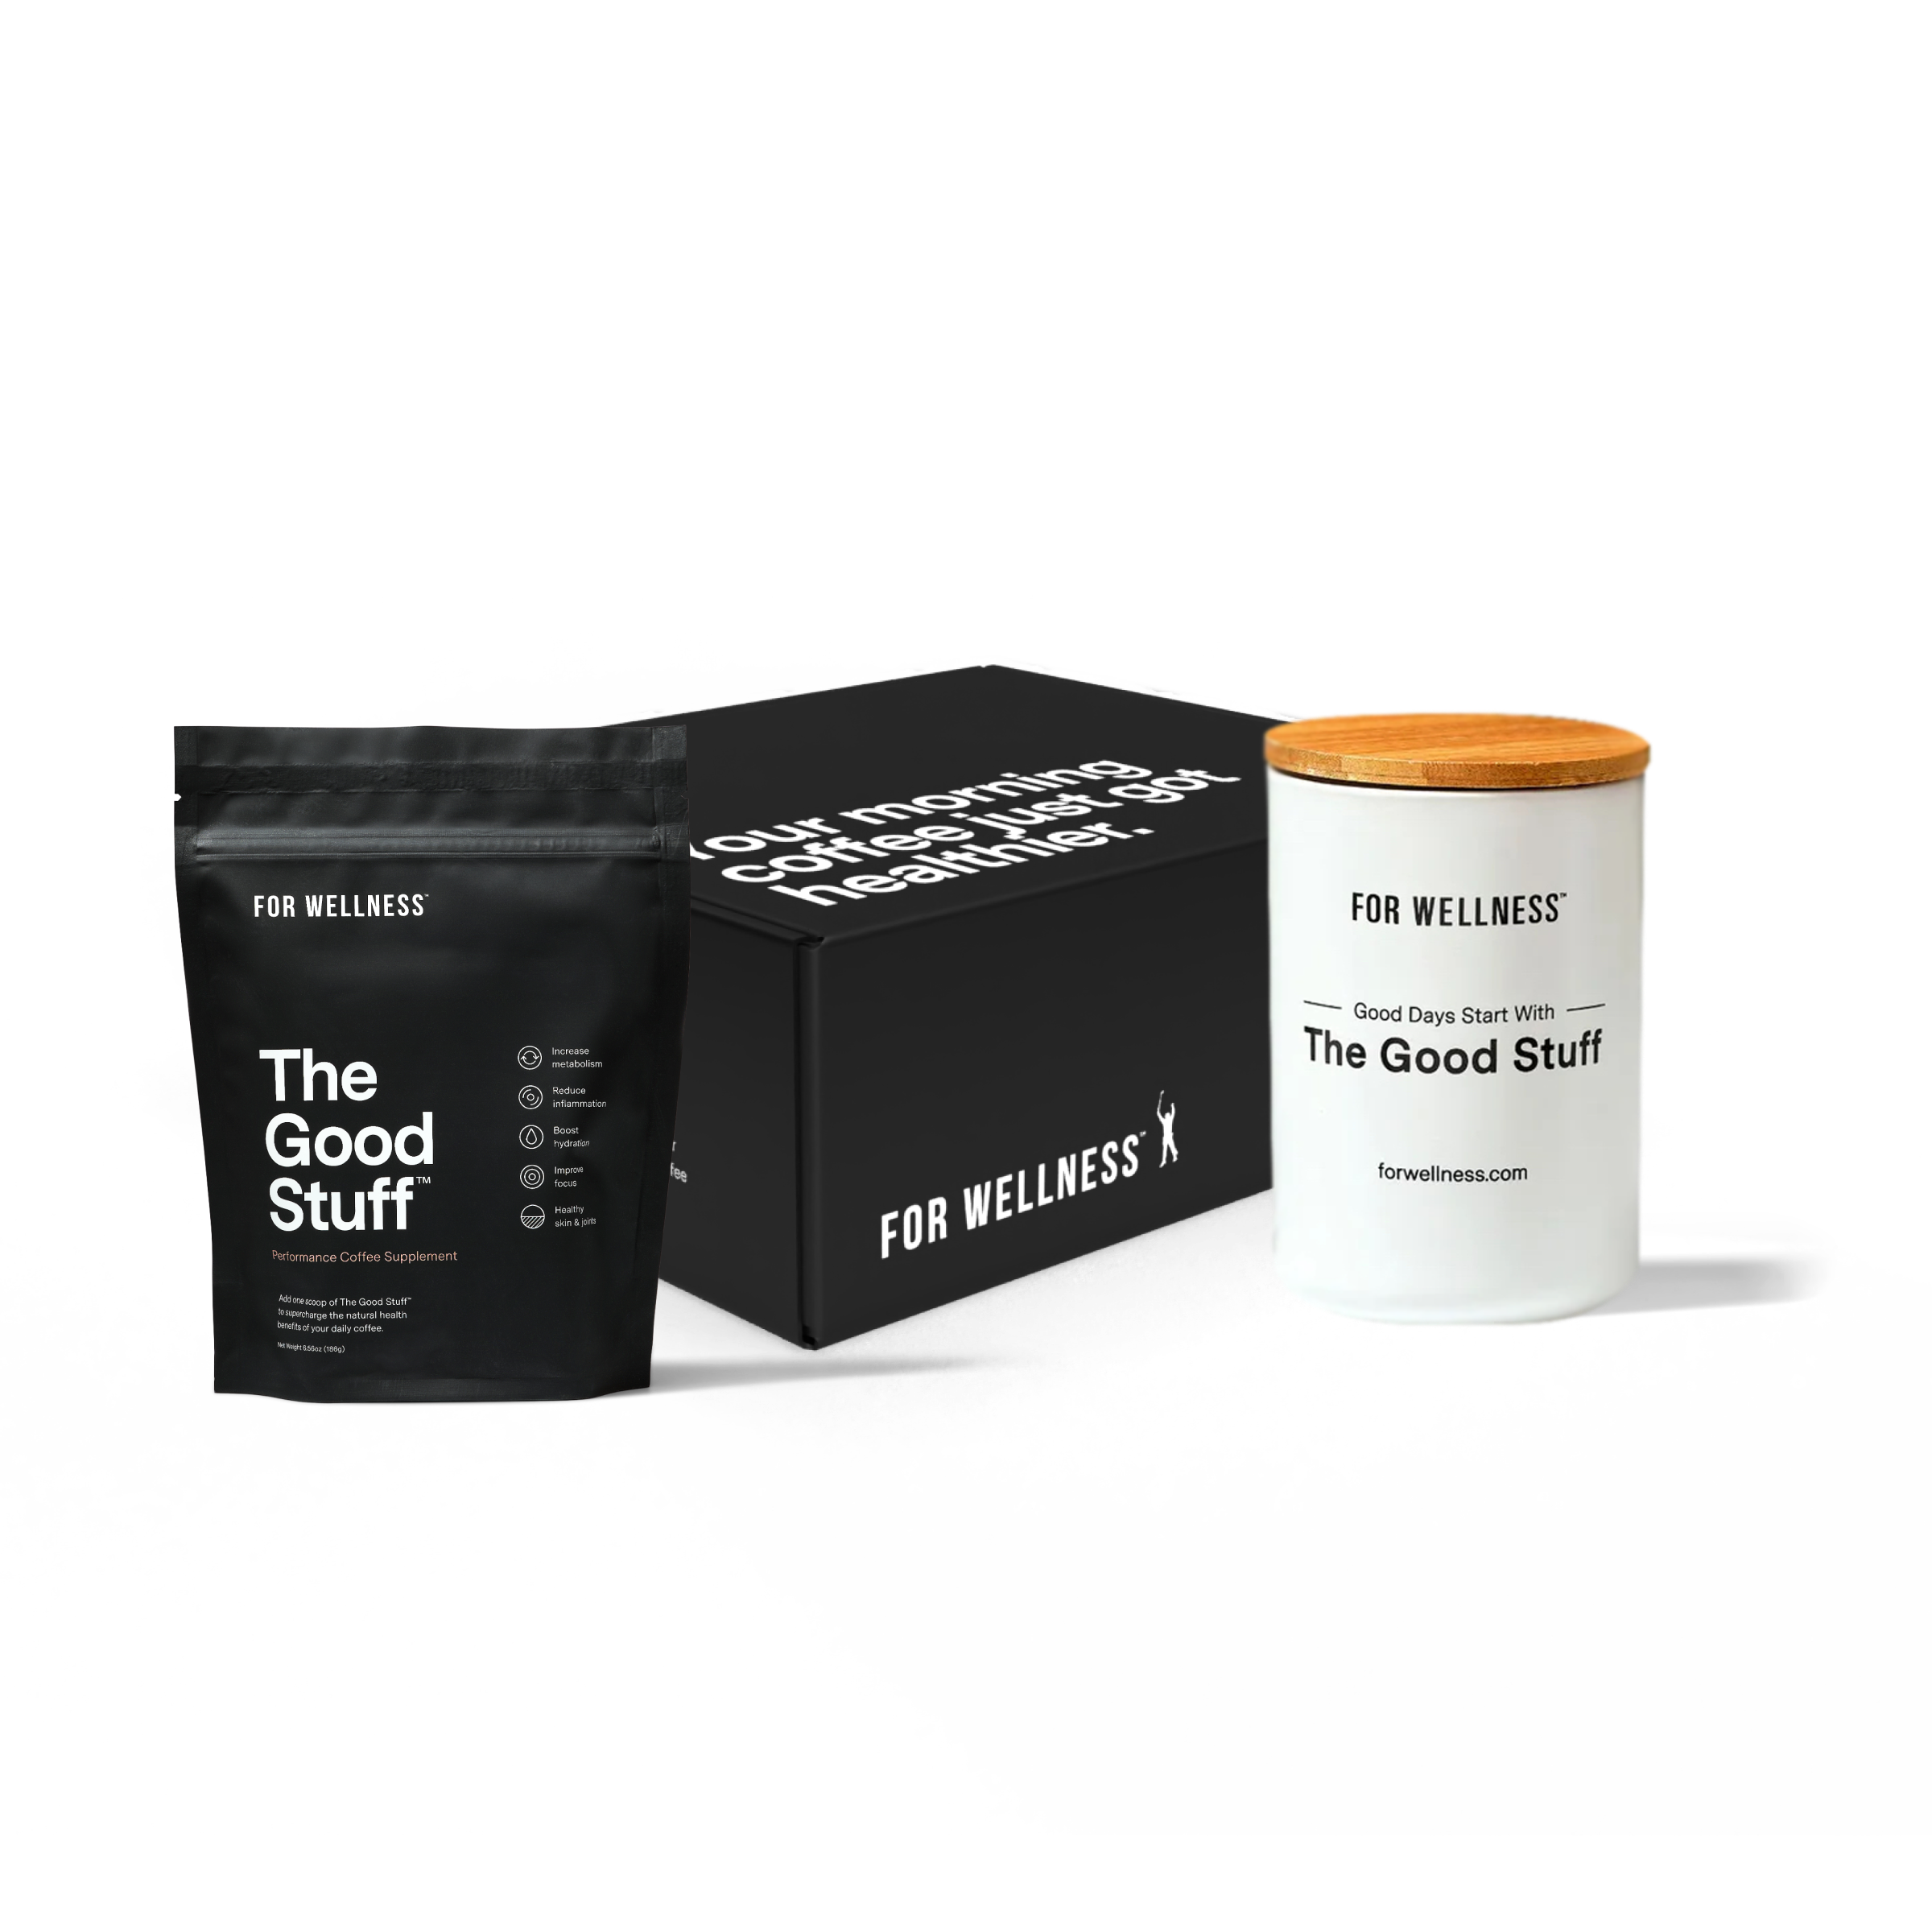 FOR WELLNESS™
The
Good
Stuff™
Performance Coffee Supplement
Add one scoop of The Good Stuff™
to supercharge the natural health
benefits of your daily coffee.
Net Weight 6.56oz (186g)
Increase
metabolism
Reduce
inflammation
Boost
hydration
Improve
focus
Healthy
skin & joints
Your morning
coffee just got
healthier.
FOR WELLNESS™
FOR WELLNESS™
Good Days Start With
The Good Stuff
forwellness.com